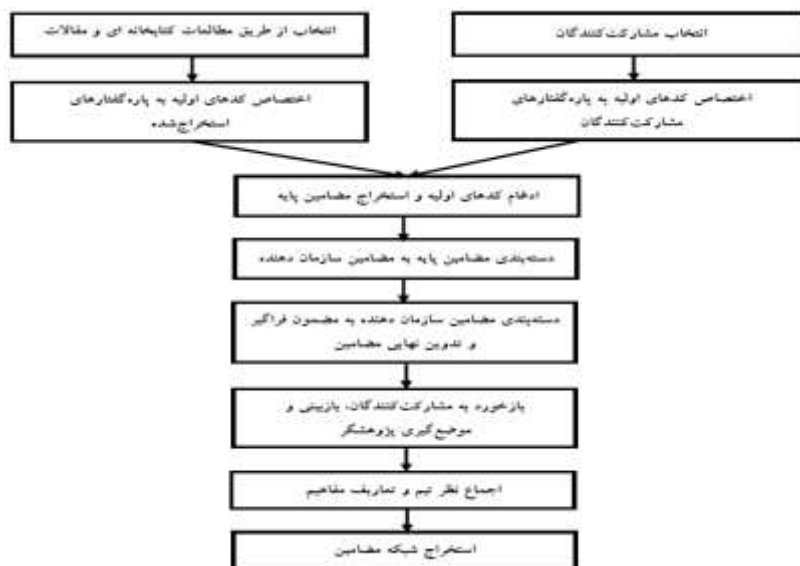 انتخاب مشارکت‌کنندگان
انتخاب از طریق مطالعات کتابخانه ای و مقالات
اختصاص کدهای اولیه به پاره‌گفتارهای
مشارکت‌کنندگان
اختصاص کدهای اولیه به پاره‌گفتارهای
استخراج‌شده
ادغام کدهای اولیه و استخراج مضامین پایه
دسته‌بندی مضامین پایه به مضامین سازمان دهنده
دسته‌بندی مضامین سازمان دهنده به مضمون فراگیر
و تدوین نهایی مضامین
بازخورد به مشارکت‌کنندگان، بازبینی و
موضع‌گیری پژوهشگر
اجماع نظر تیم و تعاریف مفاهیم
استخراج شبکه مضامین